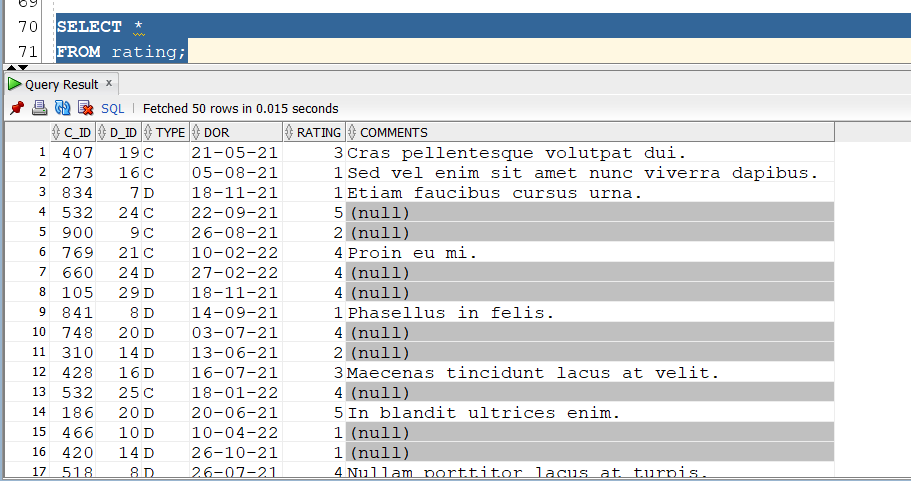 69
70 SELECT *
71 FROM rating;
Query Result ×
SQL | Fetched 50 rows in 0.015 seconds
C_ID D_ID TYPE DOR RATING COMMENTS
1 407 19 C 21-05-21 3 Cras pellentesque volutpat dui.
2 273 16 C 05-08-21 1 Sed vel enim sit amet nunc viverra dapibus.
3 834 7 D 18-11-21 1 Etiam faucibus cursus urna.
4 532 24 C 22-09-21 5 (null)
5 900 9 C 26-08-21 2 (null)
6 769 21 C 10-02-22 4 Proin eu mi.
7 660 24 D 27-02-22 4 (null)
8 105 29 D 18-11-21 4 (null)
9 841 8 D 14-09-21 1 Phasellus in felis.
10 748 20 D 03-07-21 4 (null)
11 310 14 D 13-06-21 2 (null)
12 428 16 D 16-07-21 3 Maecenas tincidunt lacus at velit.
13 532 25 C 18-01-22 4 (null)
14 186 20 D 20-06-21 5 In blandit ultrices enim.
15 466 10 D 10-04-22 1 (null)
16 420 14 D 26-10-21 1 (null)
17 518 8 D 26-07-21 4 Nullam porttitor lacus at turpis.